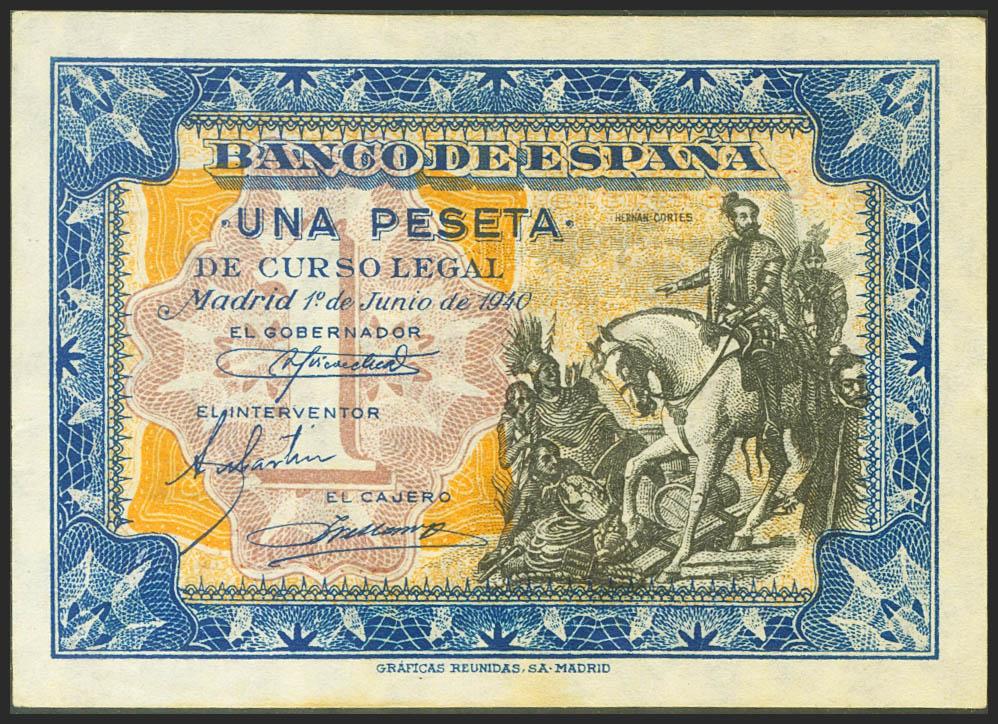 BANCO DE ESPAÑA
·UNA PESETA·
HERNAN·CORTES
DE CURSO LEGAL
Madrid 1º de Junio de 1940
EL GOBERNADOR
EL INTERVENTOR
EL CAJERO
1
GRÁFICAS REUNIDAS, S.A· MADRID